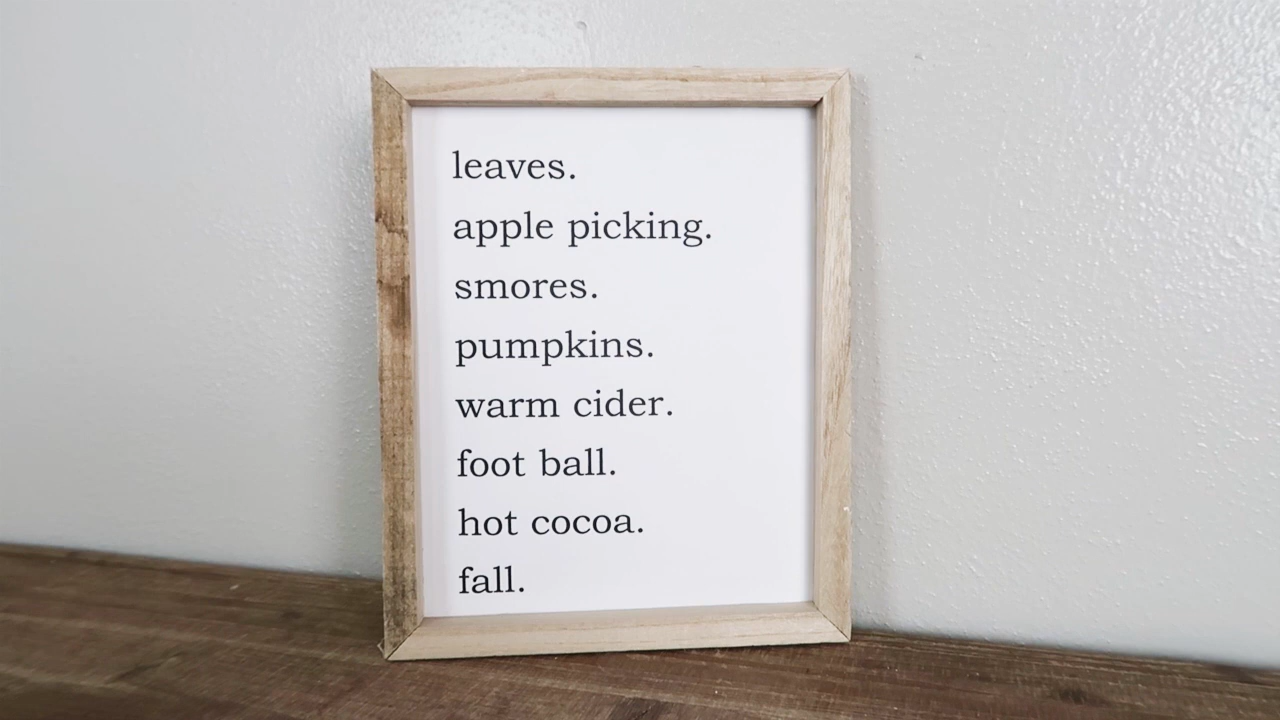 leaves.
apple picking.
smores.
pumpkins.
warm cider.
foot ball.
hot cocoa.
fall.